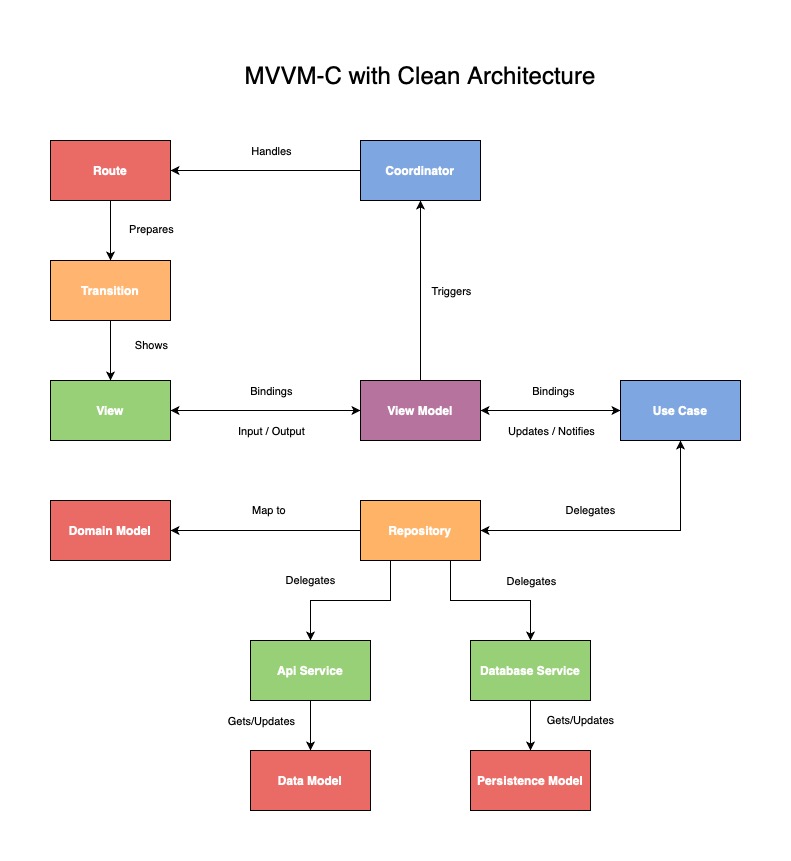 MVVM-C with Clean Architecture
Handles
Route
Coordinator
Prepares
Transition
Triggers
Shows
Bindings
Bindings
View
View Model
Use Case
Input / Output
Updates / Notifies
Map to
Delegates
Domain Model
Repository
Delegates
Delegates
Api Service
Database Service
Gets/Updates
Gets/Updates
Data Model
Persistence Model